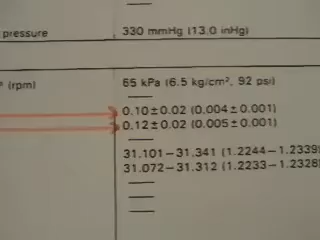 pressure 330 mmHg (13.0 inHg)
(rpm) 65 kPa (6.5 kg/cm², 92 psi)
0.10±0.02 (0.004±0.001)
0.12±0.02 (0.005±0.001)
31.101–31.341 (1.2244–1.2339
31.072–31.312 (1.2233–1.2328